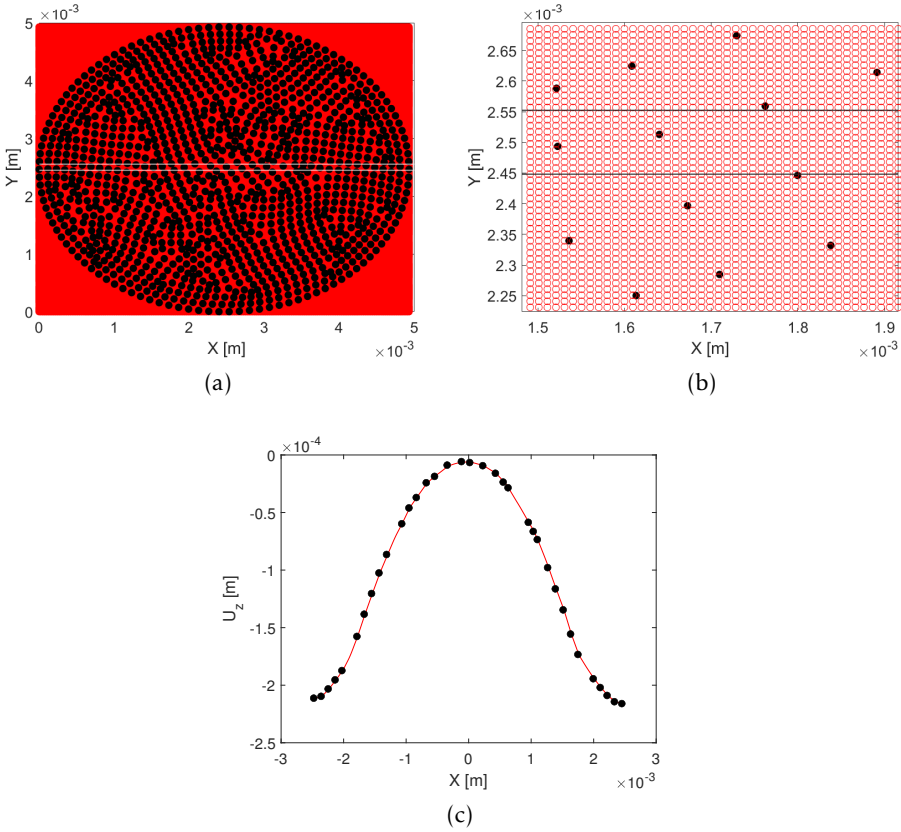 ×10⁻³
5
4
3
2
1
0
Y [m]
0 1 2 3 4 5
X [m]
×10⁻³
(a)
×10⁻³
2.65
2.6
2.55
2.5
2.45
2.4
2.35
2.3
2.25
Y [m]
1.5 1.6 1.7 1.8 1.9
X [m]
×10⁻³
(b)
×10⁻⁴
0
-0.5
-1
-1.5
-2
-2.5
U_z [m]
-3 -2 -1 0 1 2 3
X [m]
×10⁻³
(c)